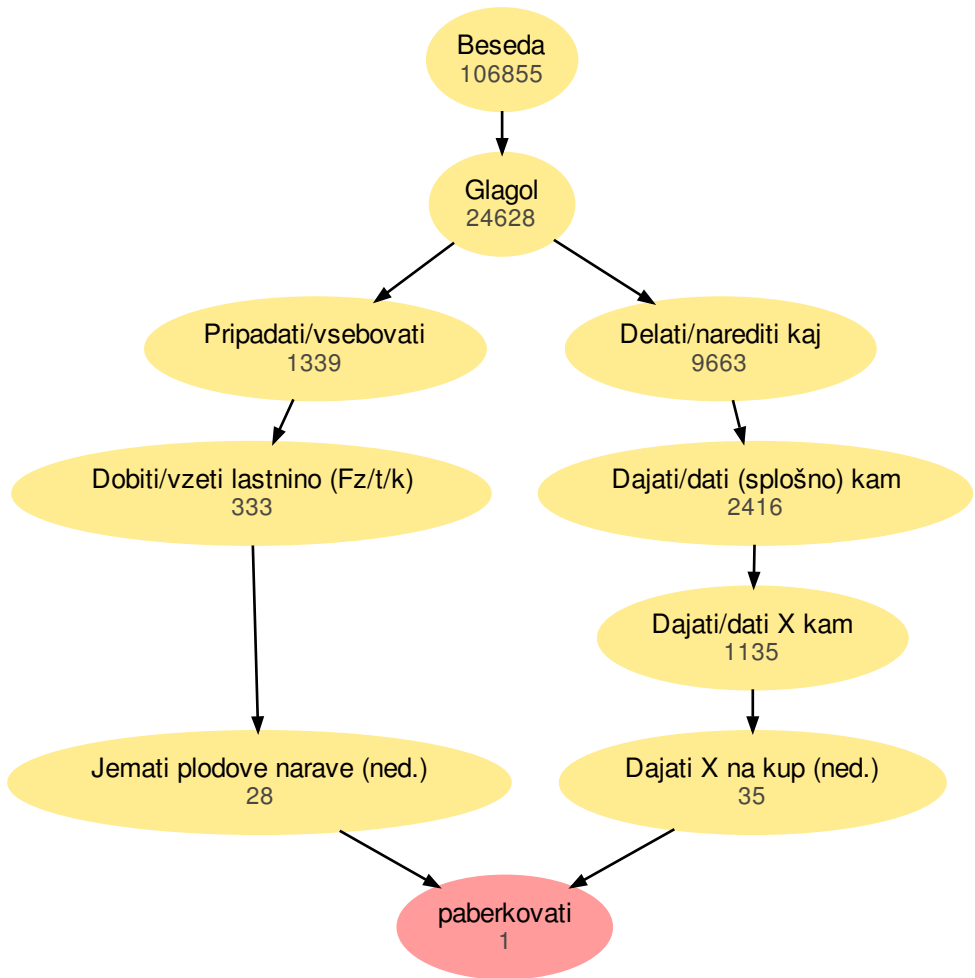 Beseda
106855
Glagol
24628
Pripadati/vsebovati
1339
Delati/narediti kaj
9663
Dobiti/vzeti lastnino (Fz/t/k)
333
Dajati/dati (splošno) kam
2416
Dajati/dati X kam
1135
Jemati plodove narave (ned.)
28
Dajati X na kup (ned.)
35
paberkovati
1